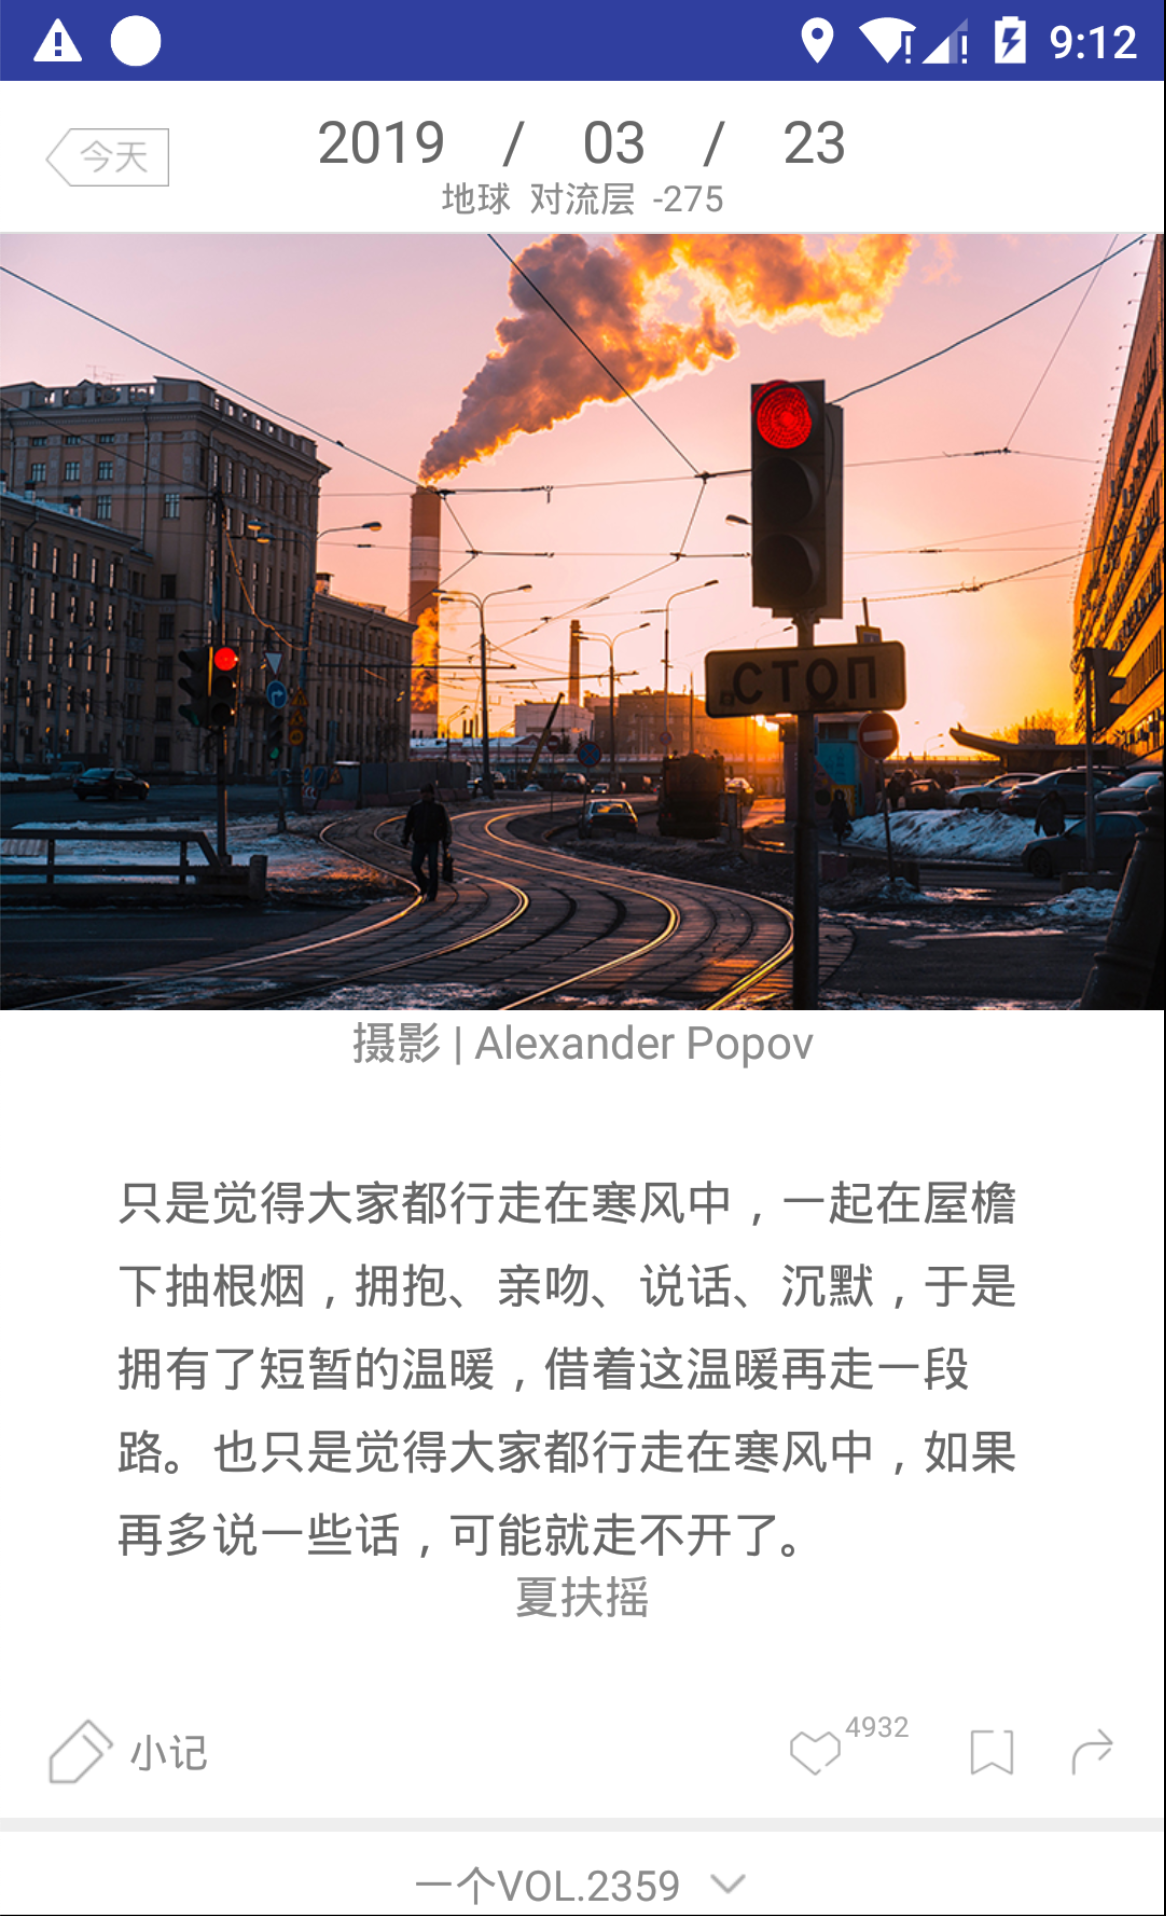 9:12
今天
2019 / 03 / 23
地球 对流层 -275
СТОП
摄影 | Alexander Popov
只是觉得大家都行走在寒风中，一起在屋檐
下抽根烟，拥抱、亲吻、说话、沉默，于是
拥有了短暂的温暖，借着这温暖再走一段
路。也只是觉得大家都行走在寒风中，如果
再多说一些话，可能就走不开了。
夏扶摇
小记
4932
一个VOL.2359